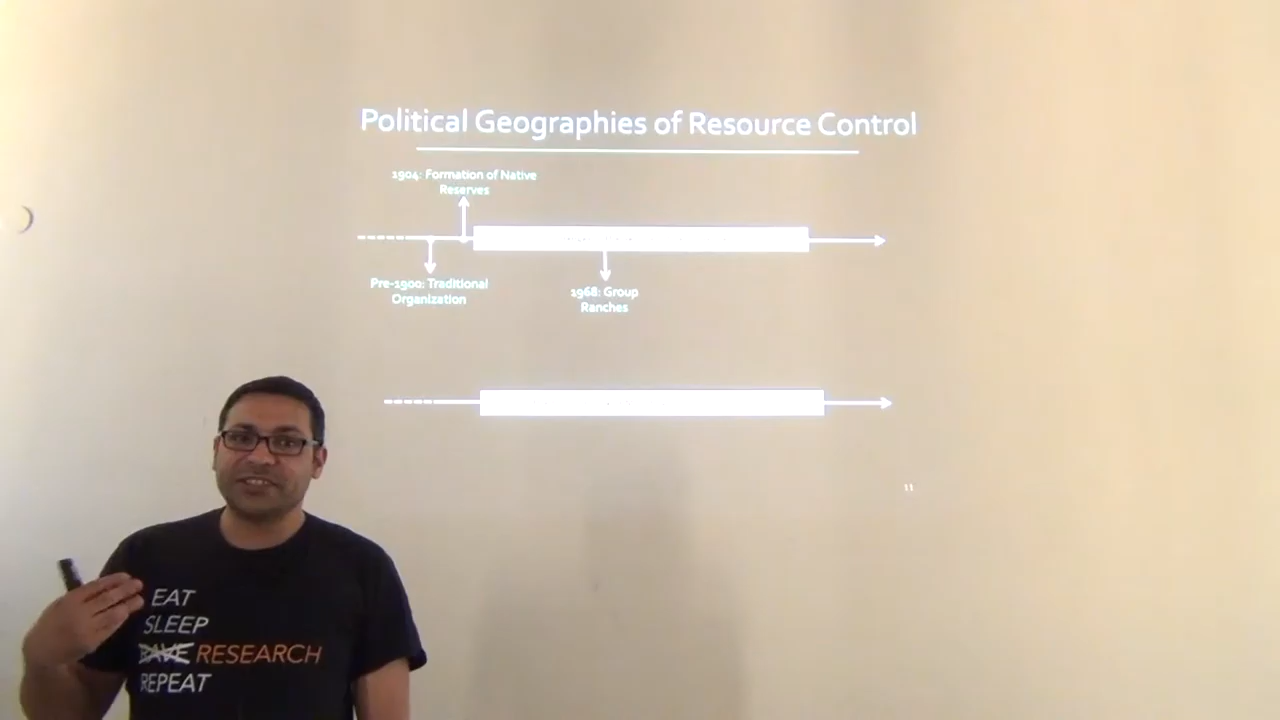 Political Geographies of Resource Control
1904: Formation of Native
Reserves
Pre-1900: Traditional
Organization
1968: Group
Ranches
11
EAT
SLEEP
RAVE RESEARCH
REPEAT